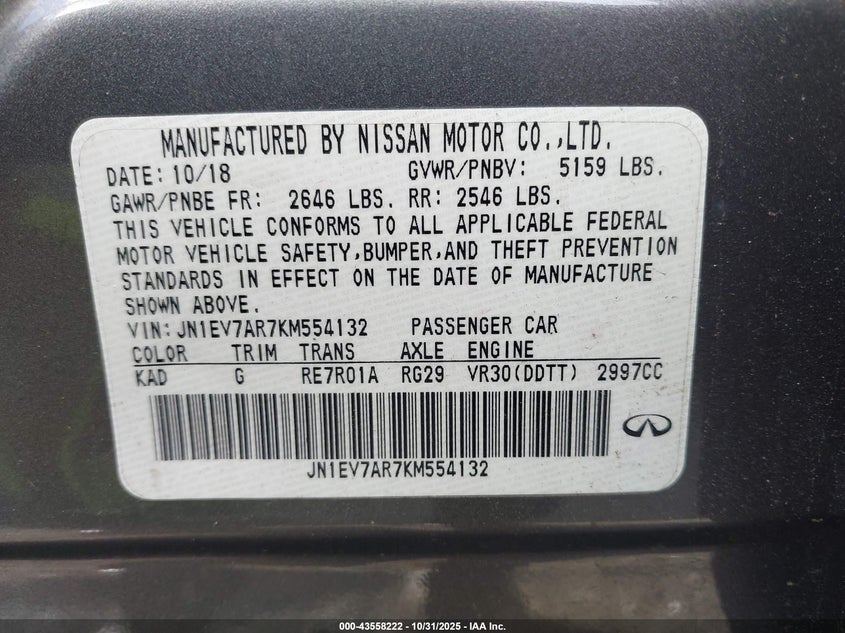 MANUFACTURED BY NISSAN MOTOR CO.,LTD.
DATE: 10/18 GVWR/PNBV: 5159 LBS.
GAWR/PNBE FR: 2646 LBS. RR: 2546 LBS.
THIS VEHICLE CONFORMS TO ALL APPLICABLE FEDERAL
MOTOR VEHICLE SAFETY,BUMPER,AND THEFT PREVENTION
STANDARDS IN EFFECT ON THE DATE OF MANUFACTURE
SHOWN ABOVE.
VIN: JN1EV7AR7KM554132 PASSENGER CAR
COLOR TRIM TRANS AXLE ENGINE
KAD G RE7R01A RG29 VR30(DDTT) 2997CC
JN1EV7AR7KM554132
000-43558222 - 10/31/2025 - IAA Inc.